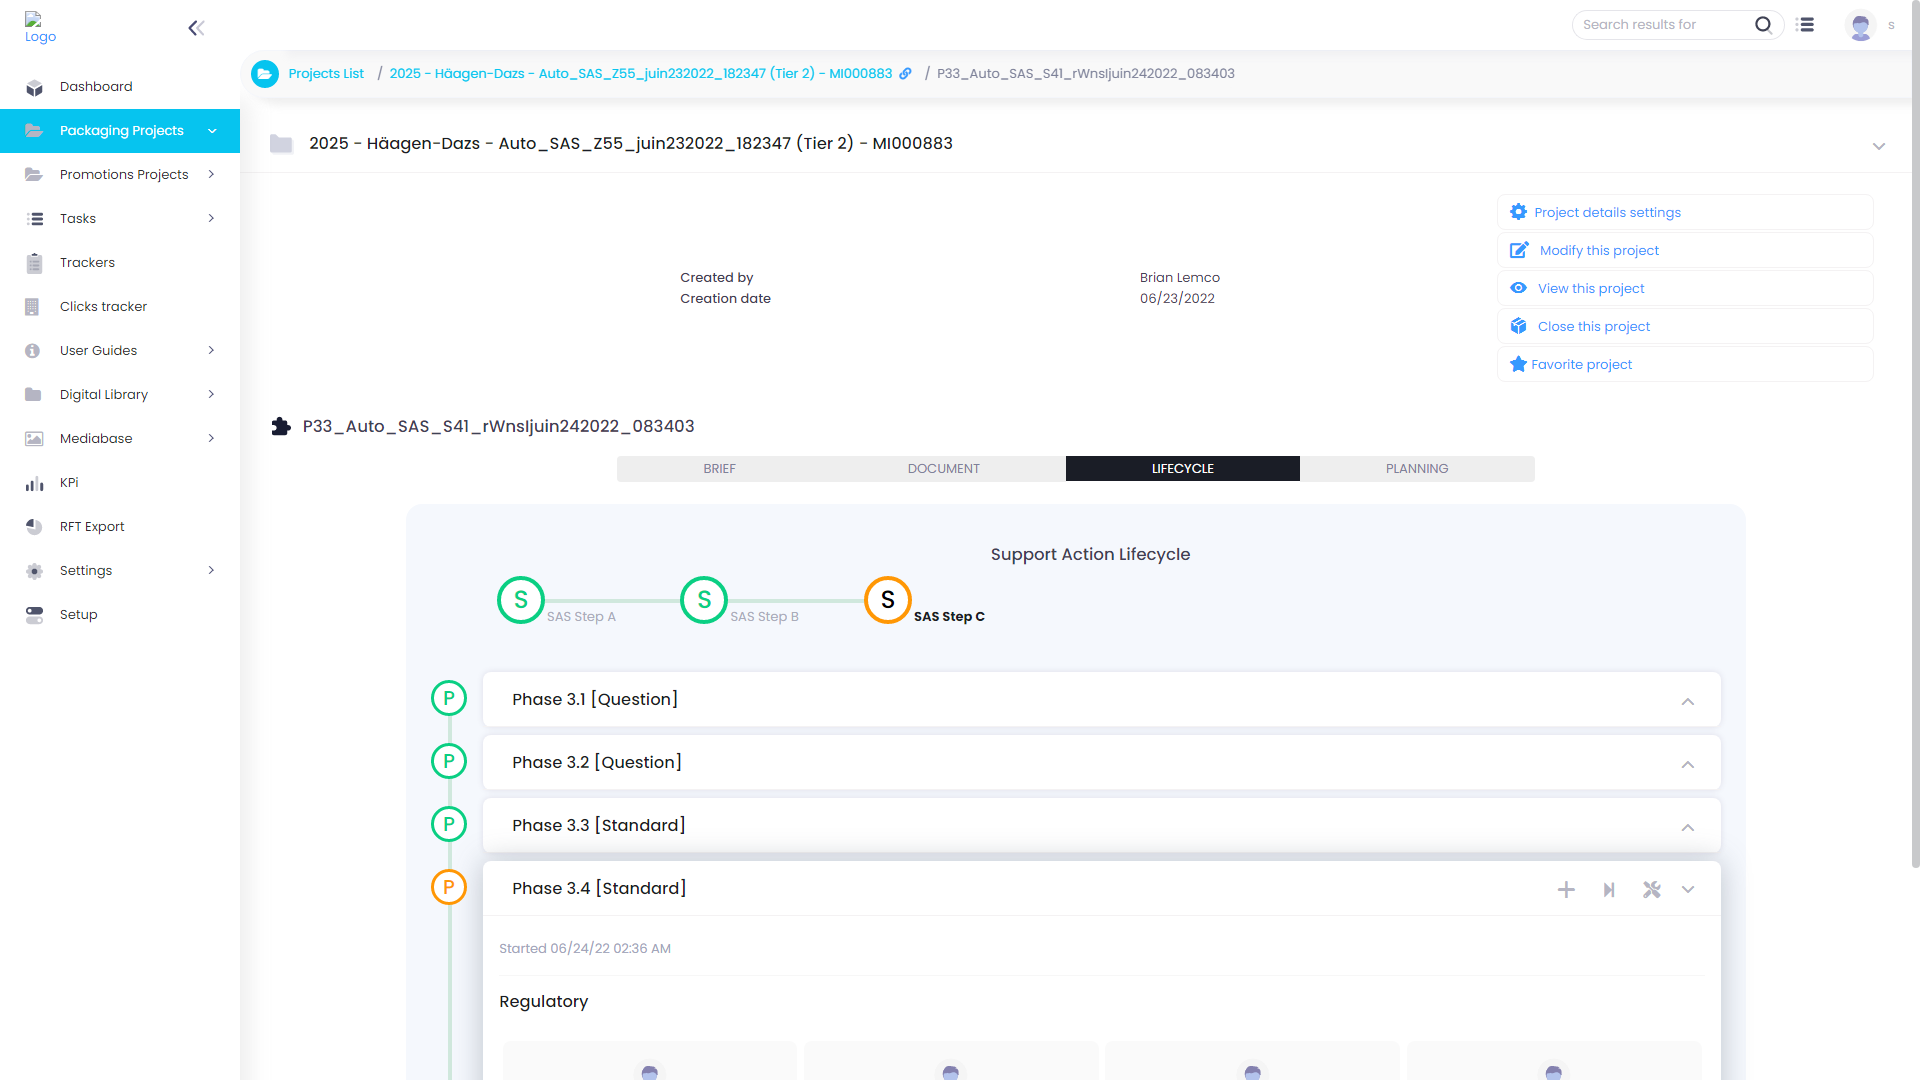 Logo
Search results for
s
Projects List / 2025 - Häagen-Dazs - Auto_SAS_Z55_juin232022_182347 (Tier 2) - MI000883 / P33_Auto_SAS_S41_rWnsIjuin242022_083403
Dashboard
Packaging Projects
Promotions Projects
Tasks
Trackers
Clicks tracker
User Guides
Digital Library
Mediabase
KPi
RFT Export
Settings
Setup
2025 - Häagen-Dazs - Auto_SAS_Z55_juin232022_182347 (Tier 2) - MI000883
Created by Brian Lemco
Creation date 06/23/2022
Project details settings
Modify this project
View this project
Close this project
Favorite project
P33_Auto_SAS_S41_rWnsIjuin242022_083403
BRIEF DOCUMENT LIFECYCLE PLANNING
Support Action Lifecycle
S SAS Step A S SAS Step B S SAS Step C
P Phase 3.1 [Question]
P Phase 3.2 [Question]
P Phase 3.3 [Standard]
P Phase 3.4 [Standard]
Started 06/24/22 02:36 AM
Regulatory